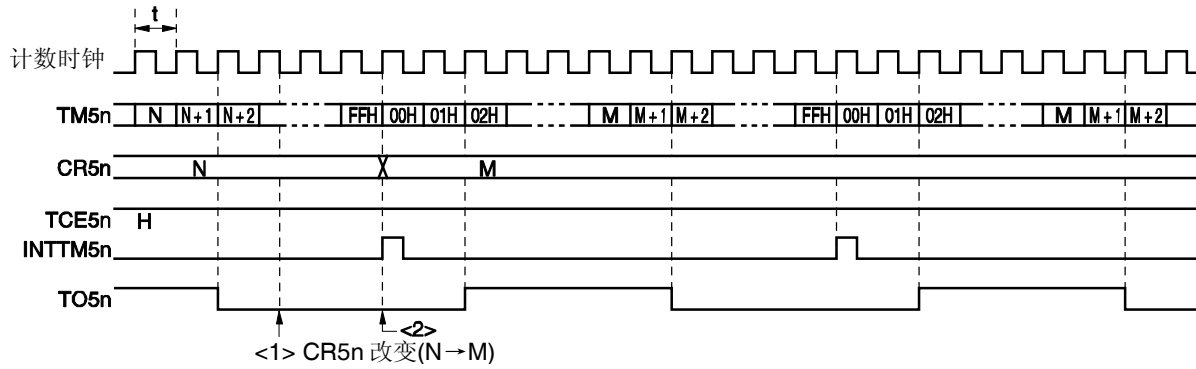 t
计数时钟
TM5n N N+1 N+2 FFH 00H 01H 02H M M+1 M+2 FFH 00H 01H 02H M M+1 M+2
CR5n N M
TCE5n H
INTTM5n
TO5n
<2>
<1> CR5n 改变(N→M)